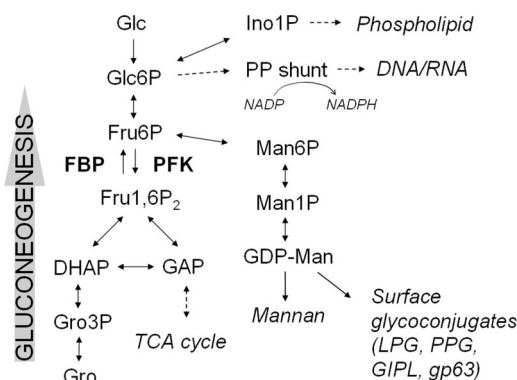 Glc
Ino1P
Phospholipid
Glc6P
PP shunt
DNA/RNA
NADP
NADPH
Fru6P
FBP
PFK
Man6P
Fru1,6P2
Man1P
DHAP
GAP
GDP-Man
Gro3P
TCA cycle
Mannan
Surface
glycoconjugates
(LPG, PPG,
GIPL, gp63)
Gro
GLUCONEOGENESIS